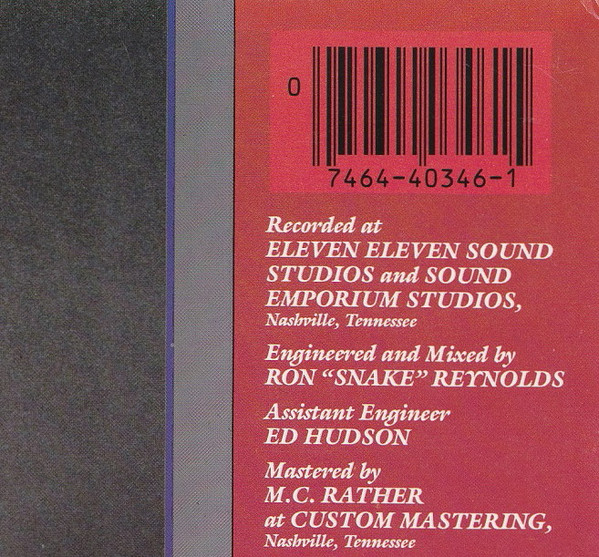 0
7464-40346-1
Recorded at
ELEVEN ELEVEN SOUND
STUDIOS and SOUND
EMPORIUM STUDIOS,
Nashville, Tennessee
Engineered and Mixed by
RON “SNAKE” REYNOLDS
Assistant Engineer
ED HUDSON
Mastered by
M.C. RATHER
at CUSTOM MASTERING,
Nashville, Tennessee